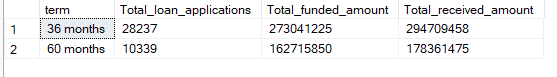 term Total_loan_applications Total_funded_amount Total_received_amount
1 36 months 28237 273041225 294709458
2 60 months 10339 162715850 178361475